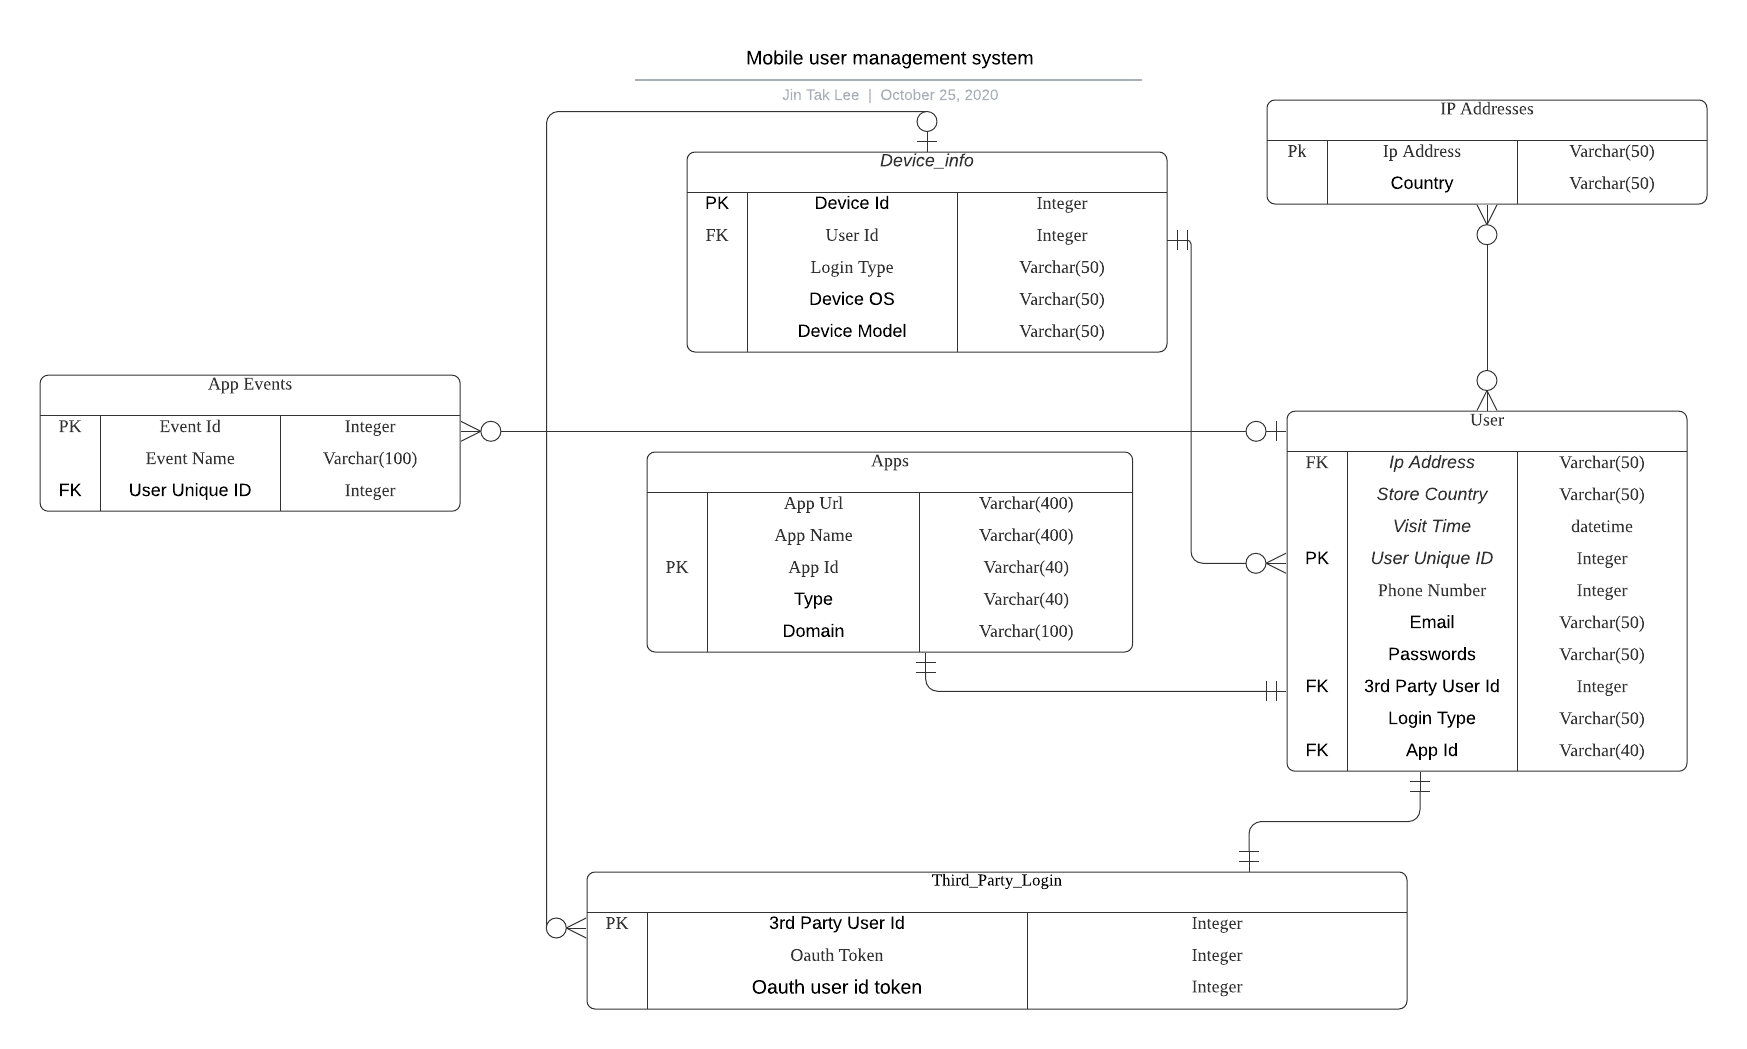 Mobile user management system
Jin Tak Lee | October 25, 2020
IP Addresses
Pk Ip Address Varchar(50)
Country Varchar(50)
Device_info
PK Device Id Integer
FK User Id Integer
Login Type Varchar(50)
Device OS Varchar(50)
Device Model Varchar(50)
App Events
PK Event Id Integer
Event Name Varchar(100)
FK User Unique ID Integer
Apps
App Url Varchar(400)
App Name Varchar(400)
PK App Id Varchar(40)
Type Varchar(40)
Domain Varchar(100)
User
FK Ip Address Varchar(50)
Store Country Varchar(50)
Visit Time datetime
PK User Unique ID Integer
Phone Number Integer
Email Varchar(50)
Passwords Varchar(50)
FK 3rd Party User Id Integer
Login Type Varchar(50)
FK App Id Varchar(40)
Third_Party_Login
PK 3rd Party User Id Integer
Oauth Token Integer
Oauth user id token Integer